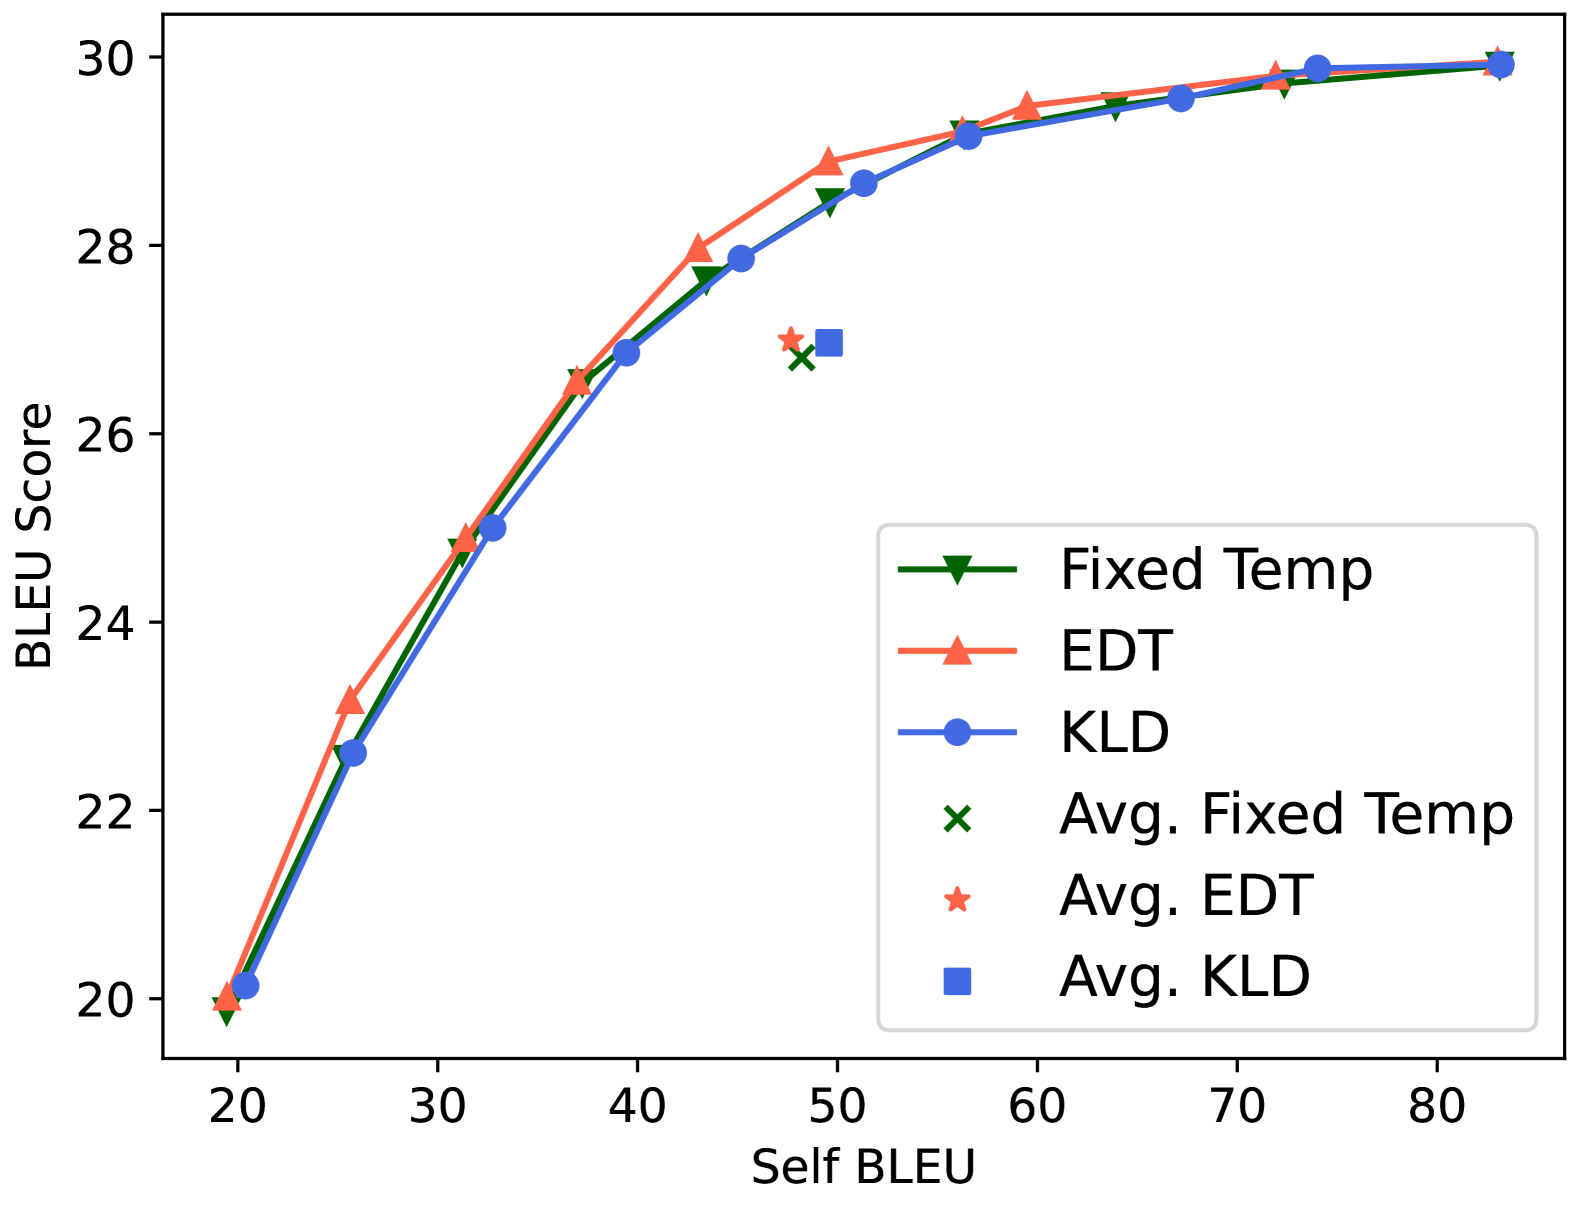 30
28
26
24
22
20
BLEU Score
20 30 40 50 60 70 80
Self BLEU
Fixed Temp
EDT
KLD
Avg. Fixed Temp
Avg. EDT
Avg. KLD